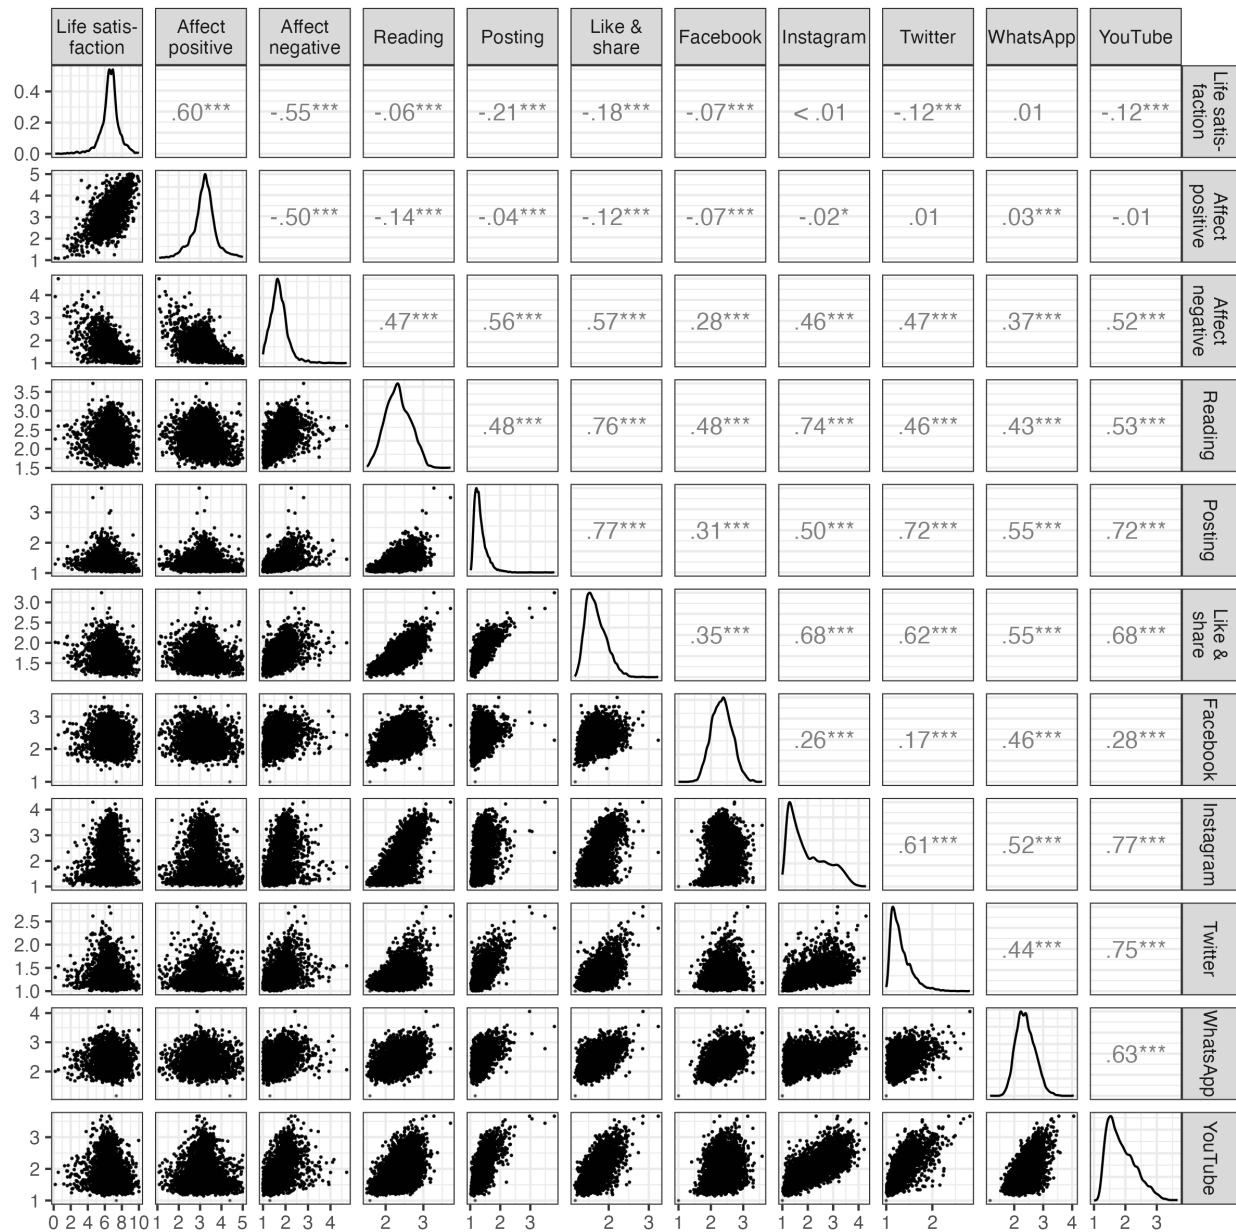 Life satis-
faction
Affect
positive
Affect
negative
Reading
Posting
Like &
share
Facebook
Instagram
Twitter
WhatsApp
YouTube
0.4
0.2
0.0
.60***
-.55***
-.06***
-.21***
-.18***
-.07***
< .01
-.12***
.01
-.12***
Life satis-
faction
5
4
3
2
1
-.50***
-.14***
-.04***
-.12***
-.07***
-.02*
.01
.03***
-.01
Affect
positive
4
3
2
1
.47***
.56***
.57***
.28***
.46***
.47***
.37***
.52***
Affect
negative
3.5
3.0
2.5
2.0
1.5
.48***
.76***
.48***
.74***
.46***
.43***
.53***
Reading
3
2
1
.77***
.31***
.50***
.72***
.55***
.72***
Posting
3.0
2.5
2.0
1.5
.35***
.68***
.62***
.55***
.68***
Like &
share
3
2
1
.26***
.17***
.46***
.28***
Facebook
4
3
2
1
.61***
.52***
.77***
Instagram
2.5
2.0
1.5
1.0
.44***
.75***
Twitter
4
3
2
.63***
WhatsApp
3
2
1
YouTube
0 2 4 6 8 10
1 2 3 4 5
1 2 3 4
2 3
1 2 3
2 3
1 2 3
1 2 3 4
1 2
2 3 4
1 2 3